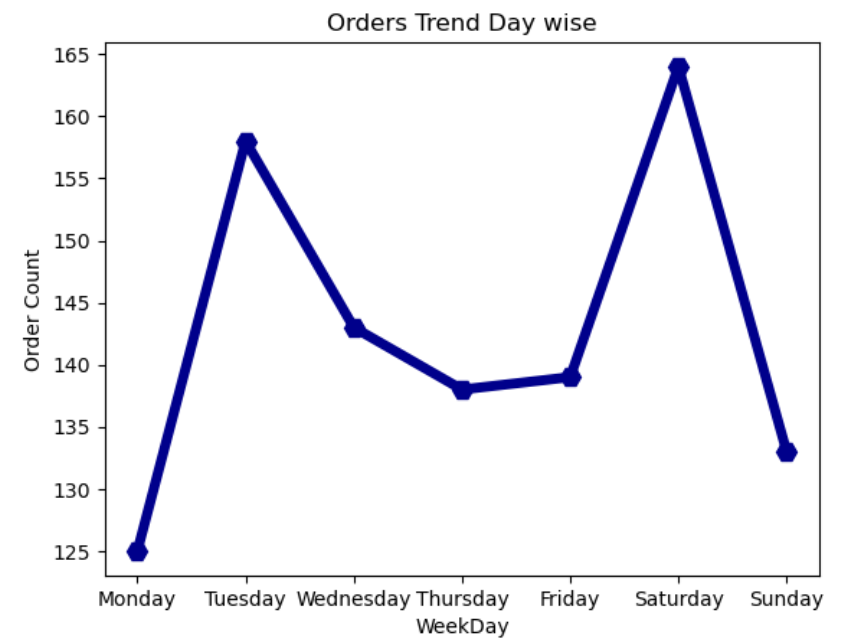 Orders Trend Day wise
165
160
155
150
145
140
135
130
125
Order Count
Monday Tuesday Wednesday Thursday Friday Saturday Sunday
WeekDay